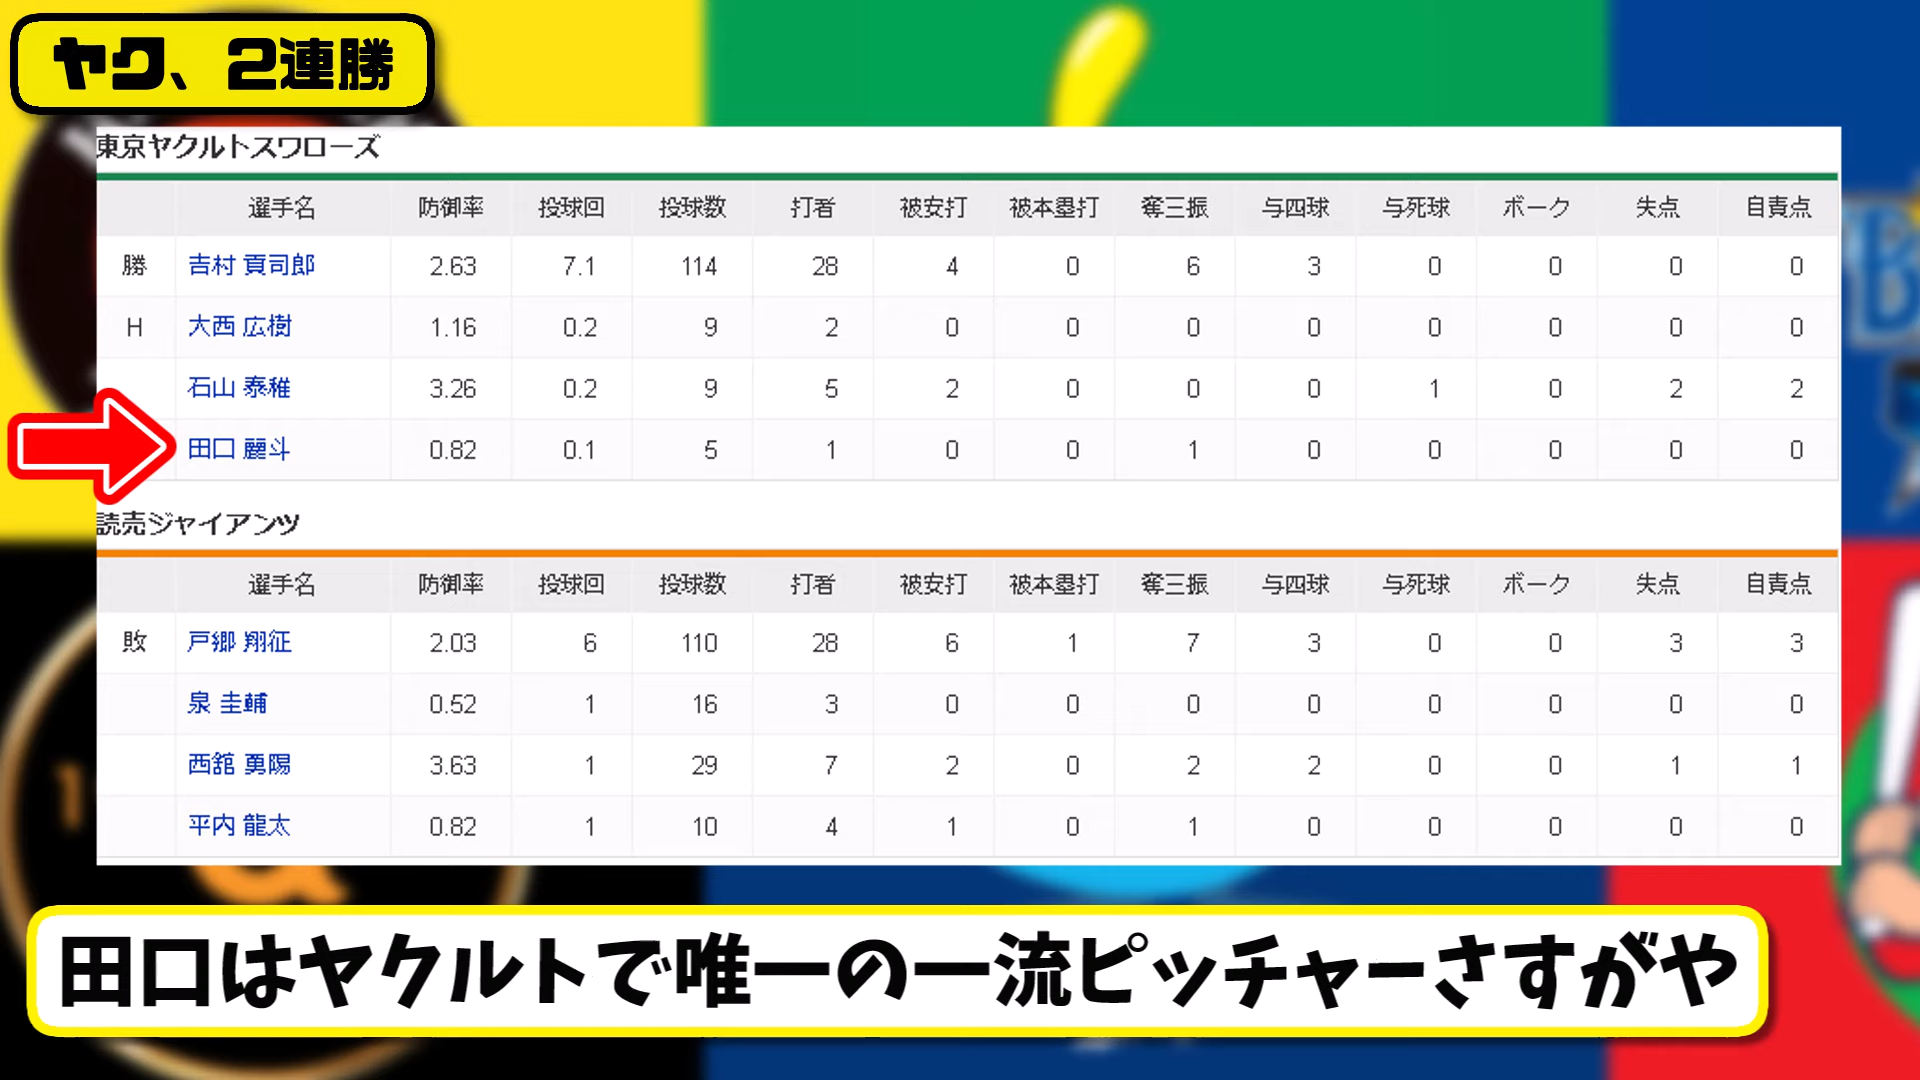 ヤク、2連勝
東京ヤクルトスワローズ
選手名 防御率 投球回 投球数 打者 被安打 被本塁打 奪三振 与四球 与死球 ボーク 失点 自責点
勝 吉村 貢司郎 2.63 7.1 114 28 4 0 6 3 0 0 0 0
H 大西 広樹 1.16 0.2 9 2 0 0 0 0 0 0 0 0
石山 泰稚 3.26 0.2 9 5 2 0 0 0 1 0 2 2
田口 麗斗 0.82 0.1 5 1 0 0 1 0 0 0 0 0
読売ジャイアンツ
選手名 防御率 投球回 投球数 打者 被安打 被本塁打 奪三振 与四球 与死球 ボーク 失点 自責点
敗 戸郷 翔征 2.03 6 110 28 6 1 7 3 0 0 3 3
泉 圭輔 0.52 1 16 3 0 0 0 0 0 0 0 0
西舘 勇陽 3.63 1 29 7 2 0 2 2 0 0 1 1
平内 龍太 0.82 1 10 4 1 0 1 0 0 0 0 0
田口はヤクルトで唯一の一流ピッチャーさすがや